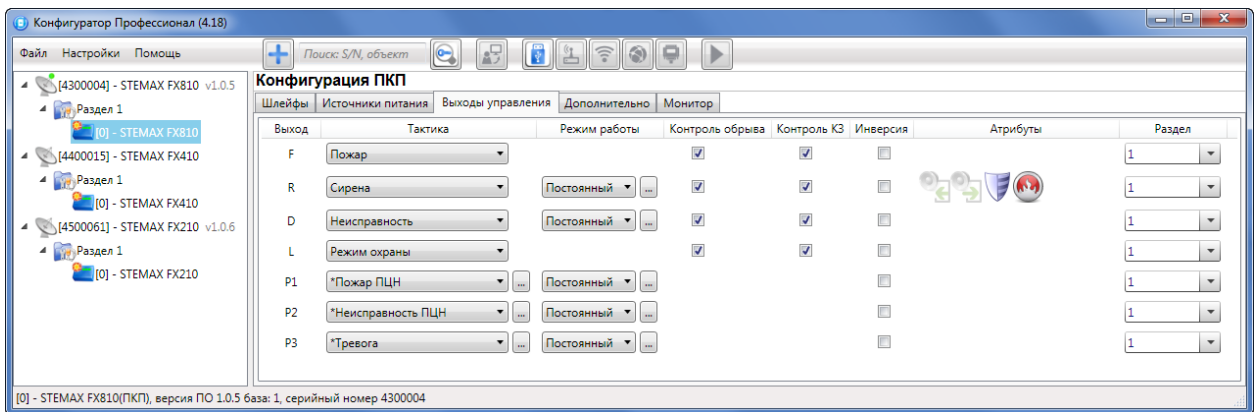 Конфигуратор Профессионал (4.18)
Файл Настройки Помощь Поиск: S/N, объект
[4300004] - STEMAX FX810 v1.0.5
Раздел 1
[0] - STEMAX FX810
[4400015] - STEMAX FX410
Раздел 1
[0] - STEMAX FX410
[4500061] - STEMAX FX210 v1.0.6
Раздел 1
[0] - STEMAX FX210
Конфигурация ПКП
Шлейфы Источники питания Выходы управления Дополнительно Монитор
Выход Тактика Режим работы Контроль обрыва Контроль КЗ Инверсия Атрибуты Раздел
F Пожар 1
R Сирена Постоянный ... 1
D Неисправность Постоянный ... 1
L Режим охраны 1
P1 *Пожар ПЦН ... Постоянный ... 1
P2 *Неисправность ПЦН ... Постоянный ... 1
P3 *Тревога ... Постоянный ... 1
[0] - STEMAX FX810(ПКП), версия ПО 1.0.5 база: 1, серийный номер 4300004